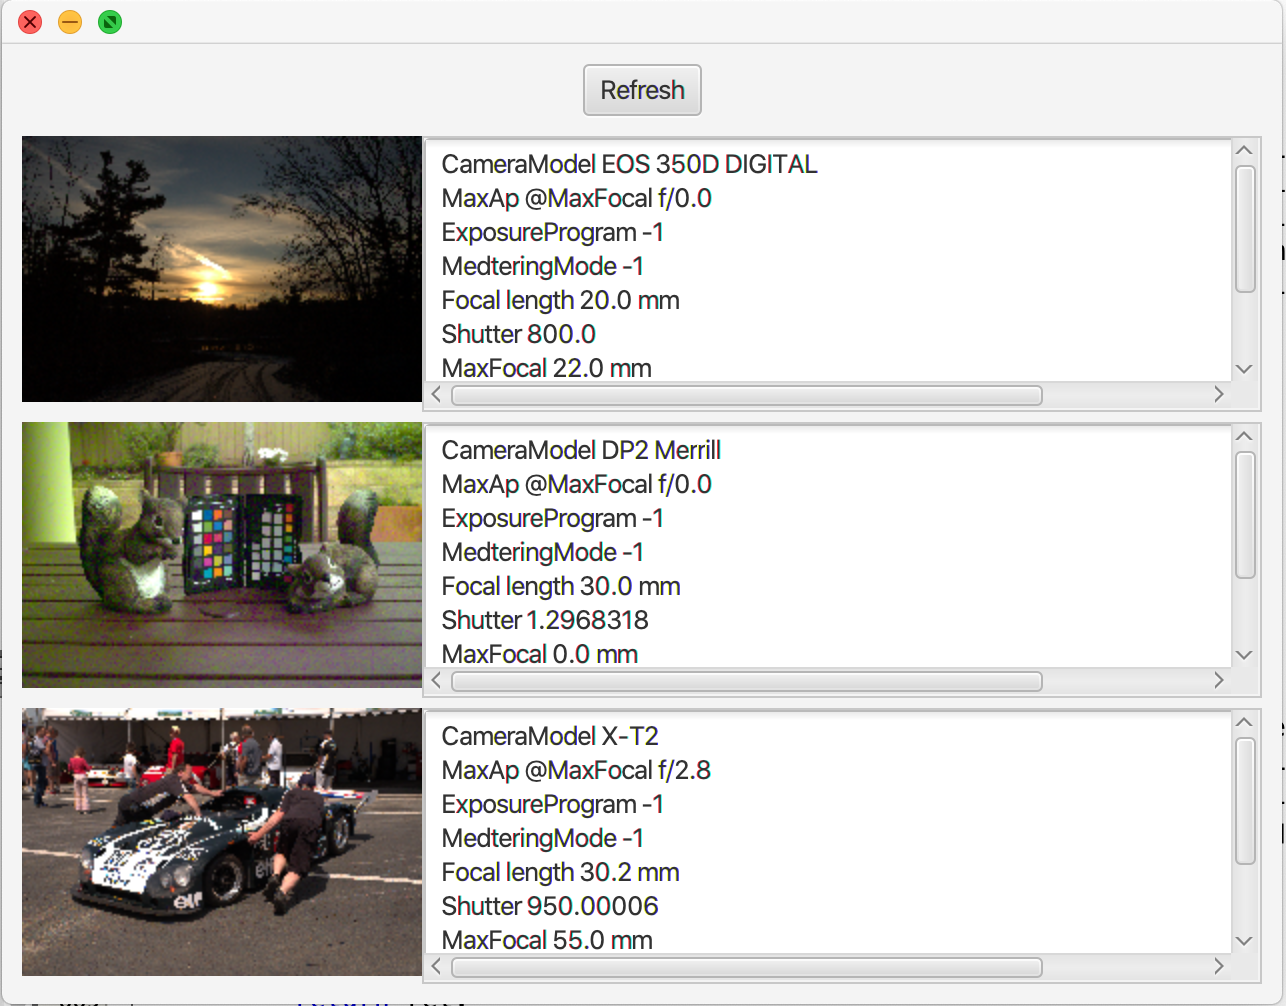 Refresh
CameraModel EOS 350D DIGITAL
MaxAp @MaxFocal f/0.0
ExposureProgram -1
MedteringMode -1
Focal length 20.0 mm
Shutter 800.0
MaxFocal 22.0 mm
CameraModel DP2 Merrill
MaxAp @MaxFocal f/0.0
ExposureProgram -1
MedteringMode -1
Focal length 30.0 mm
Shutter 1.2968318
MaxFocal 0.0 mm
CameraModel X-T2
MaxAp @MaxFocal f/2.8
ExposureProgram -1
MedteringMode -1
Focal length 30.2 mm
Shutter 950.00006
MaxFocal 55.0 mm
elf